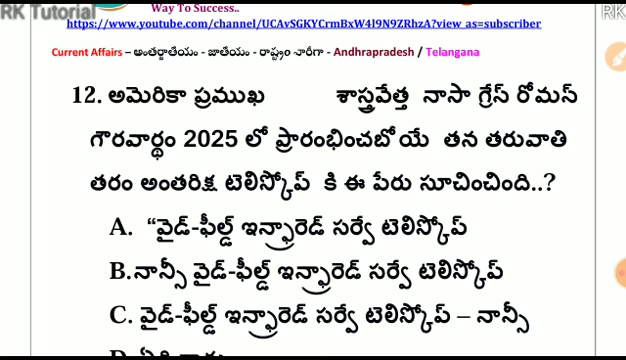 RK Tutorial
Way To Success..
RK
https://www.youtube.com/channel/UCAvSGKYCrmBxW4l9N9ZRhzA?view_as=subscriber
Current Affairs – అంతర్జాతీయం - జాతీయం - రాష్ట్రం వారీగా - Andhrapradesh / Telangana
12. అమెరికా ప్రముఖ శాస్త్రవేత్త నాసా గ్రేస్ రోమన్
గౌరవార్థం 2025 లో ప్రారంభించబోయే తన తరువాతి
తరం అంతరిక్ష టెలిస్కోప్ కి ఈ పేరు సూచించింది..?
A. “వైడ్-ఫీల్డ్ ఇన్ఫ్రారెడ్ సర్వే టెలిస్కోప్
B.నాన్సీ వైడ్-ఫీల్డ్ ఇన్ఫ్రారెడ్ సర్వే టెలిస్కోప్
C. వైడ్-ఫీల్డ్ ఇన్ఫ్రారెడ్ సర్వే టెలిస్కోప్ – నాన్సీ